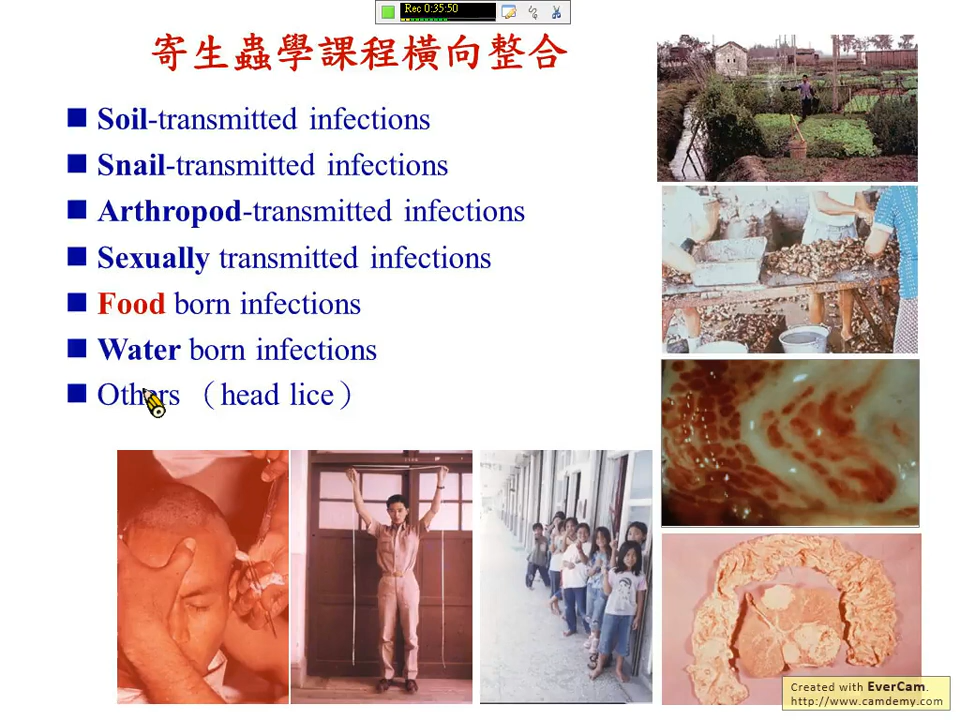 Rec 0:35:50
寄生蟲學課程橫向整合
Soil-transmitted infections
Snail-transmitted infections
Arthropod-transmitted infections
Sexually transmitted infections
Food born infections
Water born infections
Others （head lice）
Created with EverCam.
http://www.camdemy.com